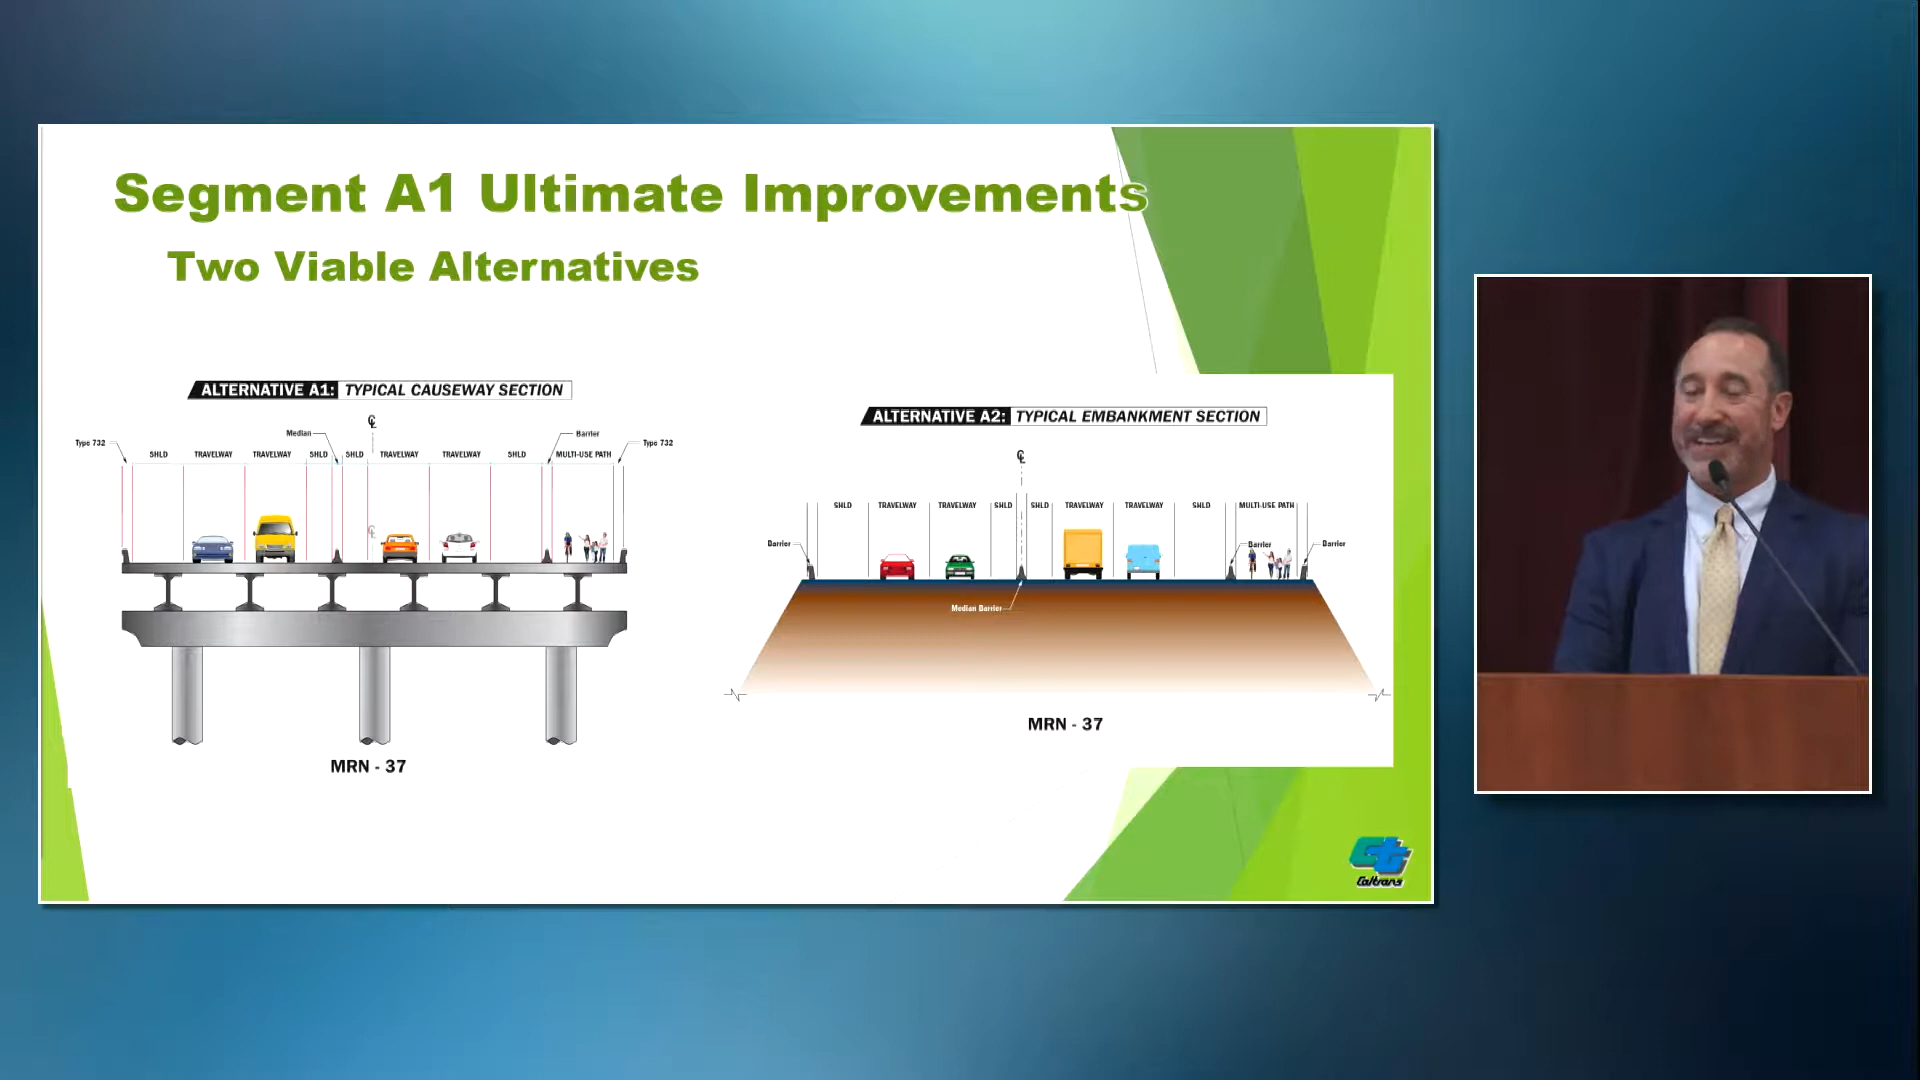 Segment A1 Ultimate Improvements
Two Viable Alternatives
ALTERNATIVE A1: TYPICAL CAUSEWAY SECTION
℄
Type 732 Median Barrier Type 732
SHLD TRAVELWAY TRAVELWAY SHLD SHLD TRAVELWAY TRAVELWAY SHLD MULTI-USE PATH
℄
MRN - 37
ALTERNATIVE A2: TYPICAL EMBANKMENT SECTION
℄
SHLD TRAVELWAY TRAVELWAY SHLD SHLD TRAVELWAY TRAVELWAY SHLD MULTI-USE PATH
Barrier Barrier Barrier
Median Barrier
MRN - 37
Ct
Caltrans